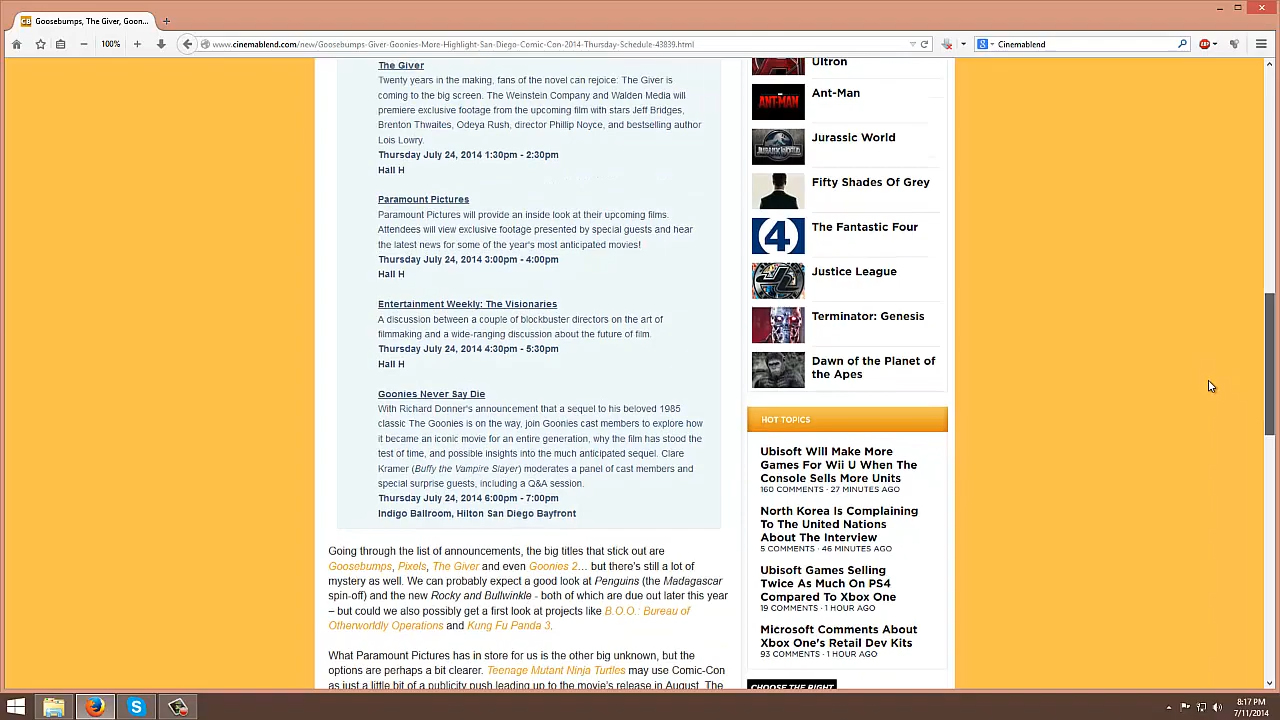 Goosebumps, The Giver, Goon...
100%
www.cinemablend.com/new/Goosebumps-Giver-Goonies-More-Highlight-San-Diego-Comic-Con-2014-Thursday-Schedule-43839.html
Cinemablend
The Giver
Twenty years in the making, fans of the novel can rejoice: The Giver is
coming to the big screen. The Weinstein Company and Walden Media will
premiere exclusive footage from the upcoming film with stars Jeff Bridges,
Brenton Thwaites, Odeya Rush, director Phillip Noyce, and bestselling author
Lois Lowry.
Thursday July 24, 2014 1:30pm - 2:30pm
Hall H
Paramount Pictures
Paramount Pictures will provide an inside look at their upcoming films.
Attendees will view exclusive footage presented by special guests and hear
the latest news for some of the year's most anticipated movies!
Thursday July 24, 2014 3:00pm - 4:00pm
Hall H
Entertainment Weekly: The Visionaries
A discussion between a couple of blockbuster directors on the art of
filmmaking and a wide-ranging discussion about the future of film.
Thursday July 24, 2014 4:30pm - 5:30pm
Hall H
Goonies Never Say Die
With Richard Donner's announcement that a sequel to his beloved 1985
classic The Goonies is on the way, join Goonies cast members to explore how
it became an iconic movie for an entire generation, why the film has stood the
test of time, and possible insights into the much anticipated sequel. Clare
Kramer (Buffy the Vampire Slayer) moderates a panel of cast members and
special surprise guests, including a Q&A session.
Thursday July 24, 2014 6:00pm - 7:00pm
Indigo Ballroom, Hilton San Diego Bayfront
Going through the list of announcements, the big titles that stick out are
Goosebumps, Pixels, The Giver and even Goonies 2... but there's still a lot of
mystery as well. We can probably expect a good look at Penguins (the Madagascar
spin-off) and the new Rocky and Bullwinkle - both of which are due out later this year
– but could we also possibly get a first look at projects like B.O.O.: Bureau of
Otherworldly Operations and Kung Fu Panda 3.
What Paramount Pictures has in store for us is the other big unknown, but the
options are perhaps a bit clearer. Teenage Mutant Ninja Turtles may use Comic-Con
as just a little bit of a publicity push leading up to the movie's release in August. The
Ultron
ANT-MAN
Ant-Man
JURASSIC WORLD
Jurassic World
Fifty Shades Of Grey
4
The Fantastic Four
Justice League
Terminator: Genesis
Dawn of the Planet of
the Apes
HOT TOPICS
Ubisoft Will Make More
Games For Wii U When The
Console Sells More Units
160 COMMENTS · 27 MINUTES AGO
North Korea Is Complaining
To The United Nations
About The Interview
5 COMMENTS · 46 MINUTES AGO
Ubisoft Games Selling
Twice As Much On PS4
Compared To Xbox One
19 COMMENTS · 1 HOUR AGO
Microsoft Comments About
Xbox One's Retail Dev Kits
93 COMMENTS · 1 HOUR AGO
CHOOSE THE RIGHT
8:17 PM
7/11/2014